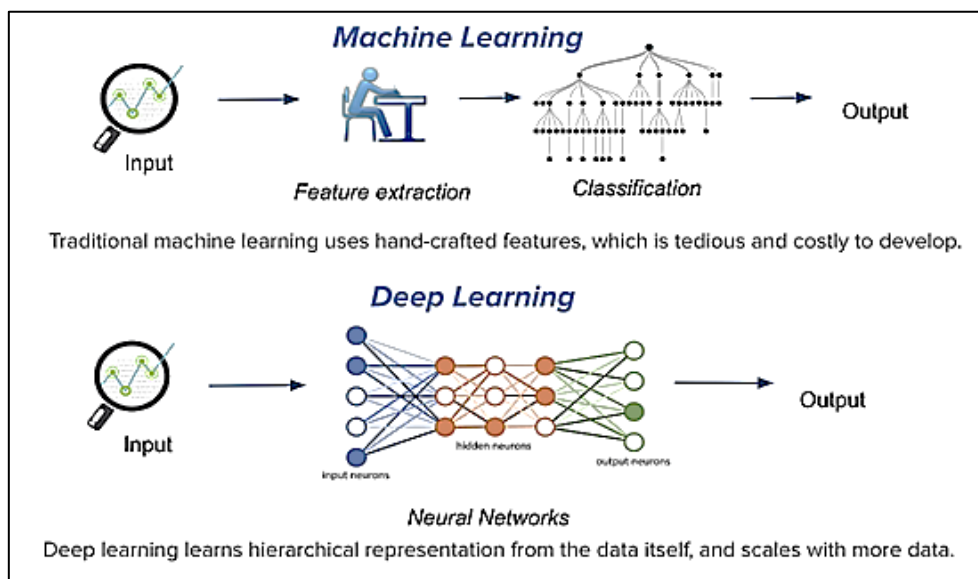 Machine Learning
Input
Output
Feature extraction
Classification
Traditional machine learning uses hand-crafted features, which is tedious and costly to develop.
Deep Learning
Input
input neurons
hidden neurons
output neurons
Output
Neural Networks
Deep learning learns hierarchical representation from the data itself, and scales with more data.